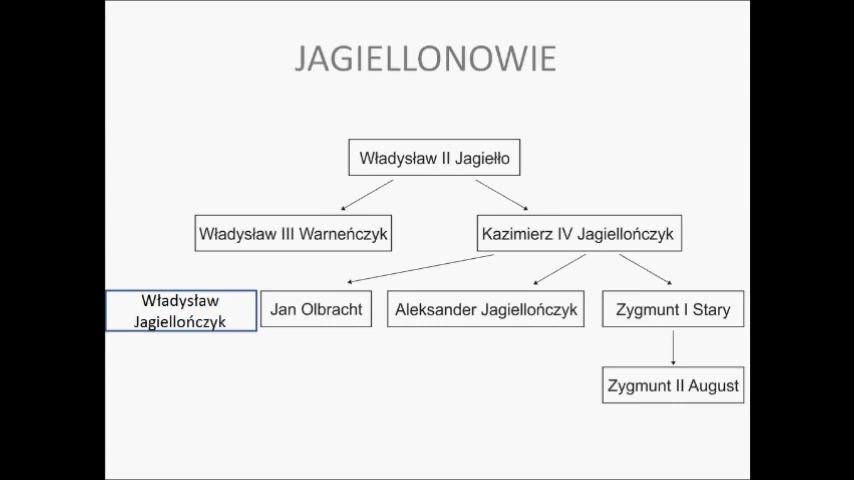 JAGIELLONOWIE
Władysław II Jagiełło
Władysław III Warneńczyk
Kazimierz IV Jagiellończyk
Władysław
Jagiellończyk
Jan Olbracht
Aleksander Jagiellończyk
Zygmunt I Stary
Zygmunt II August